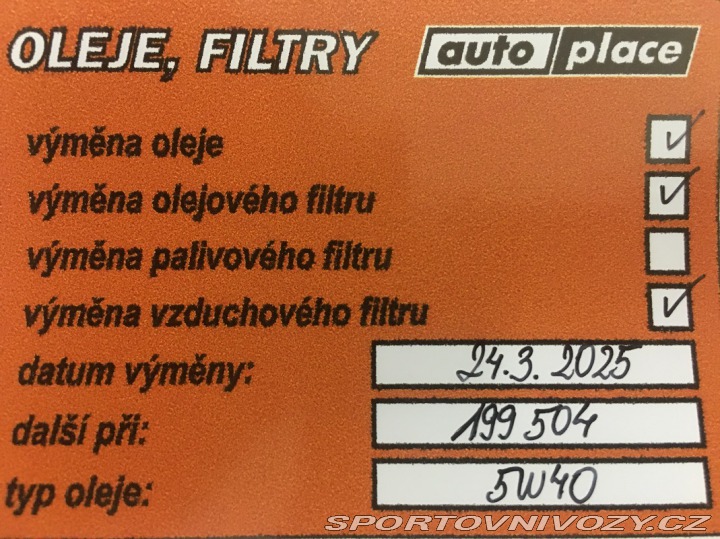 OLEJE, FILTRY auto place
výměna oleje
výměna olejového filtru
výměna palivového filtru
výměna vzduchového filtru
datum výměny: 24.3.2025
další při: 199 504
typ oleje: 5W40
SPORTOVNIVOZY.CZ